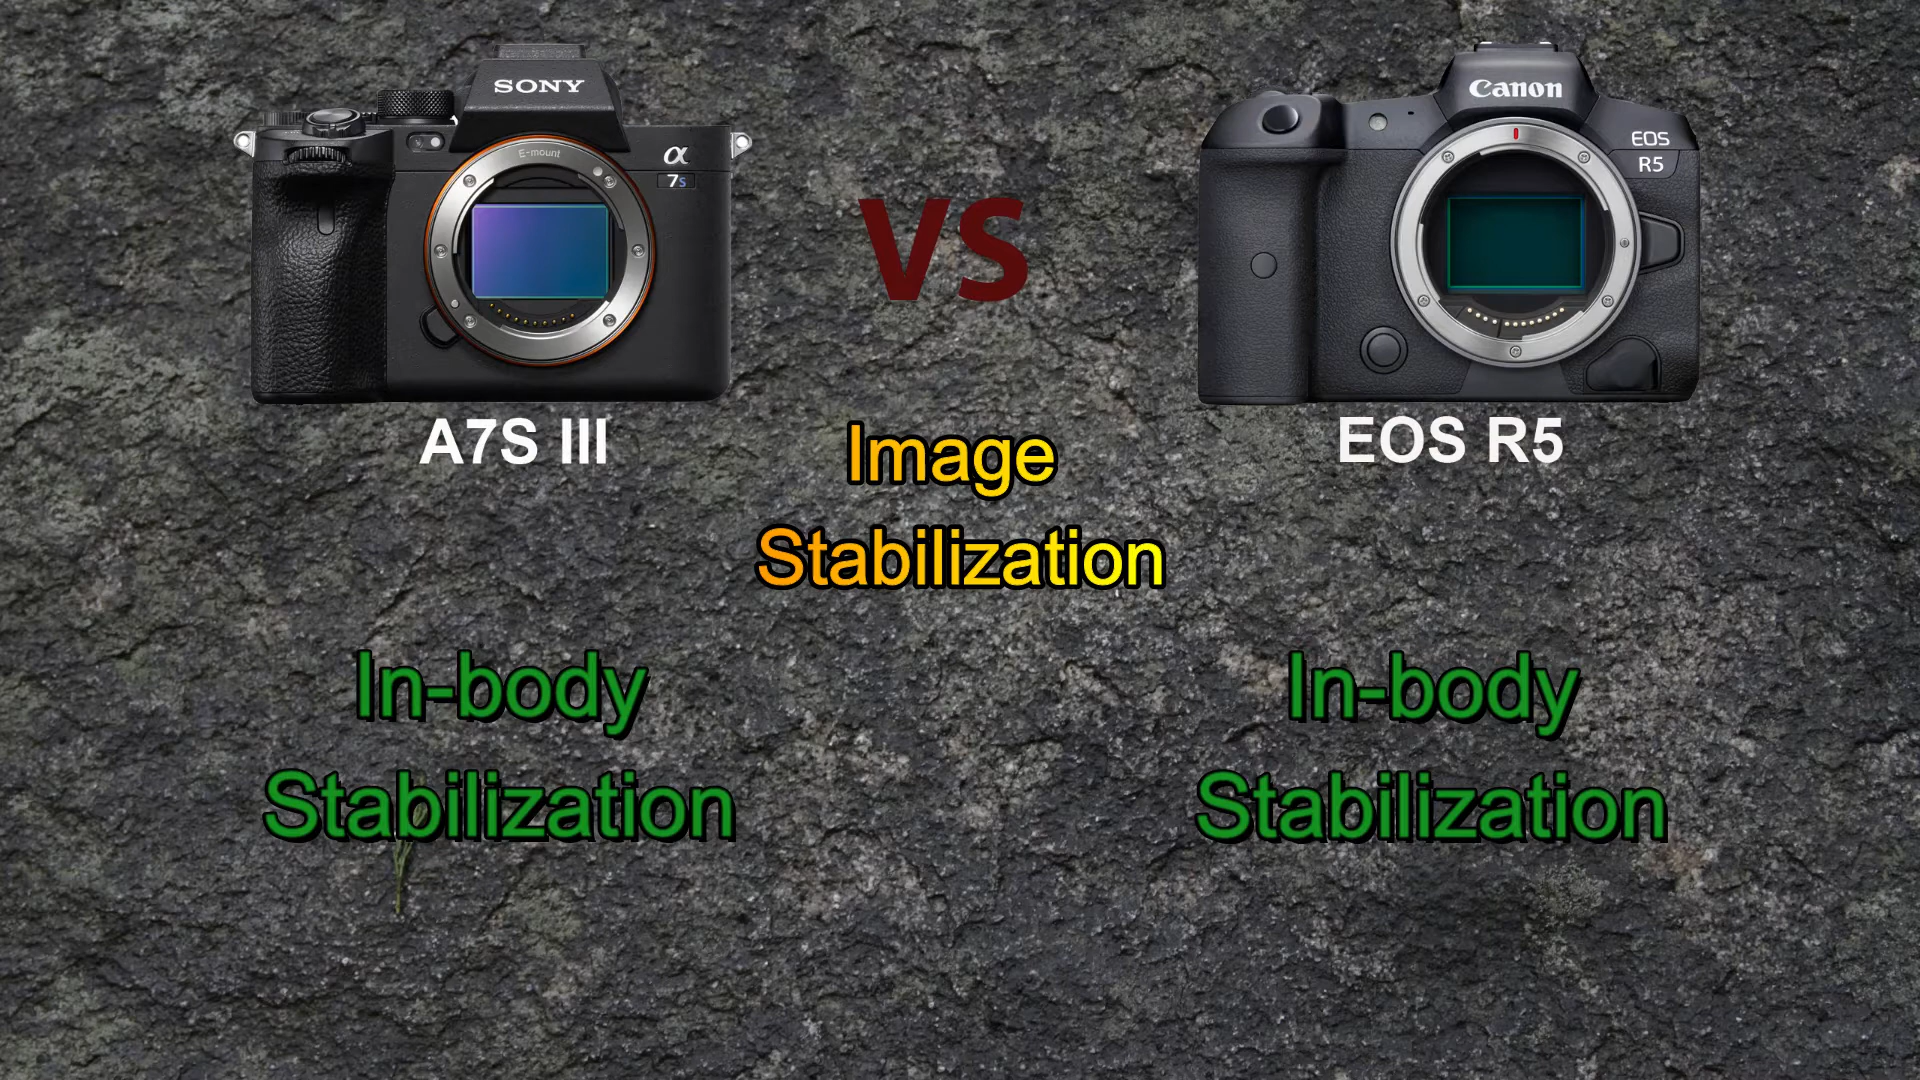 SONY
E-mount
α
7s
A7S III
VS
Canon
EOS
R5
EOS R5
Image
Stabilization
In-body
Stabilization
In-body
Stabilization